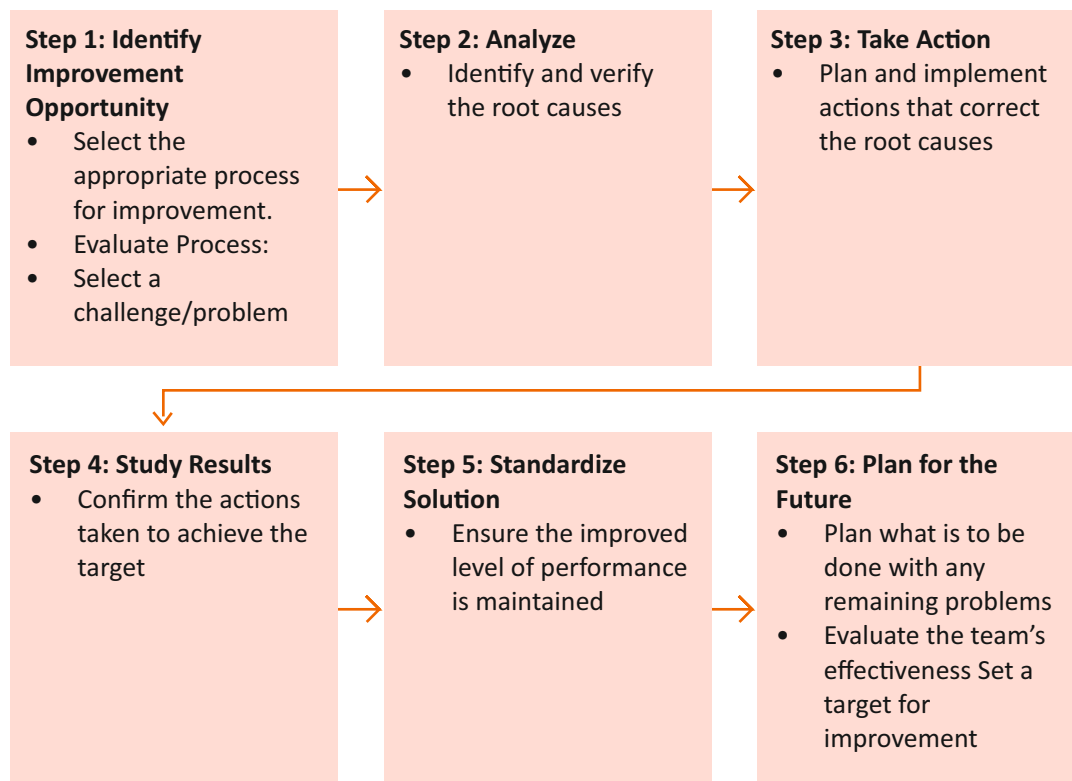 Step 1: Identify
Improvement
Opportunity
• Select the
appropriate process
for improvement.
• Evaluate Process:
• Select a
challenge/problem
Step 2: Analyze
• Identify and verify
the root causes
Step 3: Take Action
• Plan and implement
actions that correct
the root causes
Step 4: Study Results
• Confirm the actions
taken to achieve the
target
Step 5: Standardize
Solution
• Ensure the improved
level of performance
is maintained
Step 6: Plan for the
Future
• Plan what is to be
done with any
remaining problems
• Evaluate the team’s
effectiveness Set a
target for
improvement